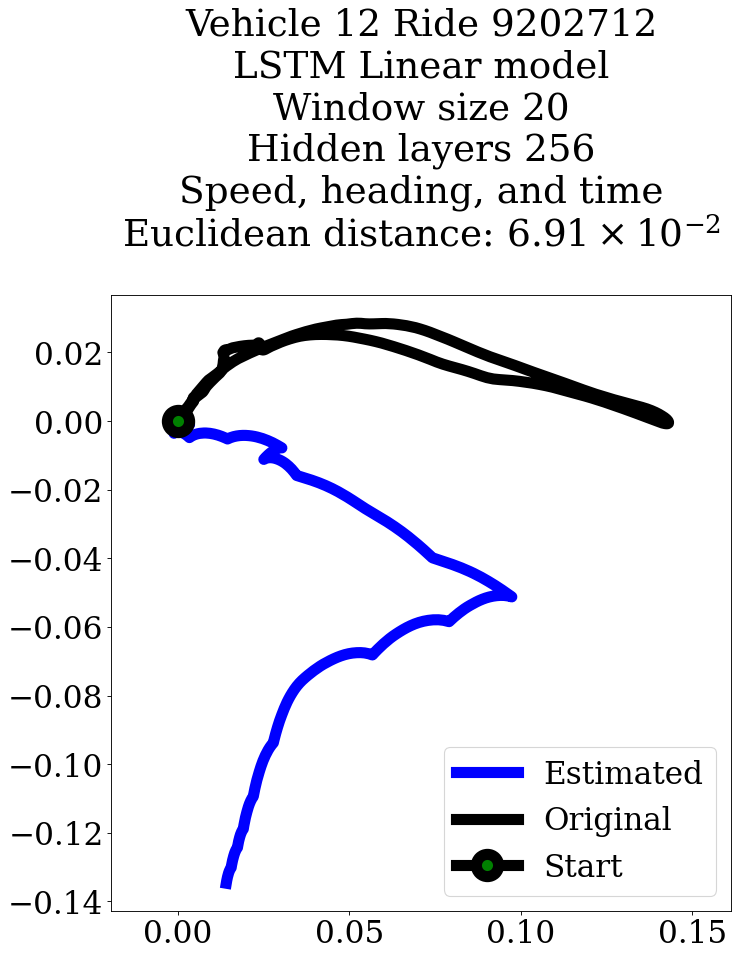 Vehicle 12 Ride 9202712
LSTM Linear model
Window size 20
Hidden layers 256
Speed, heading, and time
Euclidean distance: 6.91 × 10⁻²
0.02
0.00
−0.02
−0.04
−0.06
−0.08
−0.10
−0.12
−0.14
Estimated
Original
Start
0.00 0.05 0.10 0.15